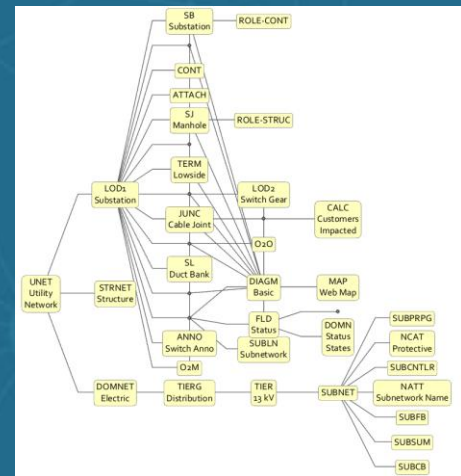 SB
Substation
ROLE-CONT
CONT
ATTACH
SJ
Manhole
ROLE-STRUC
TERM
Lowside
LOD1
Substation
LOD2
Switch Gear
CALC
Customers
Impacted
JUNC
Cable Joint
O2O
SL
Duct Bank
UNET
Utility
Network
STRNET
Structure
DIAGM
Basic
MAP
Web Map
FLD
Status
DOMN
Status
States
ANNO
Switch Anno
SUBLN
Subnetwork
O2M
DOMNET
Electric
TIERG
Distribution
TIER
13 kV
SUBNET
SUBPRPG
NCAT
Protective
SUBCNTLR
NATT
Subnetwork Name
SUBFB
SUBSUM
SUBCB